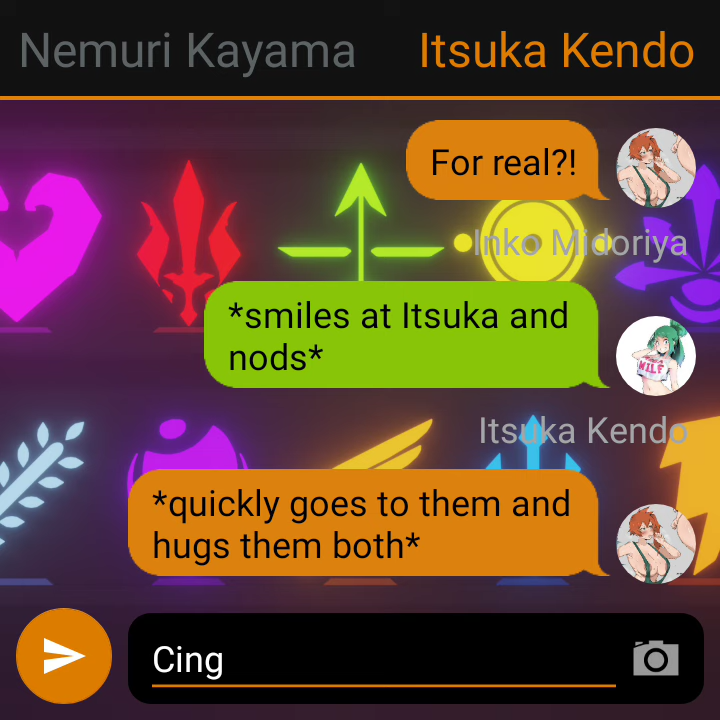 Nemuri Kayama Itsuka Kendo
For real?!
Inko Midoriya
*smiles at Itsuka and
nods*
MILF
Itsuka Kendo
*quickly goes to them and
hugs them both*
Cing